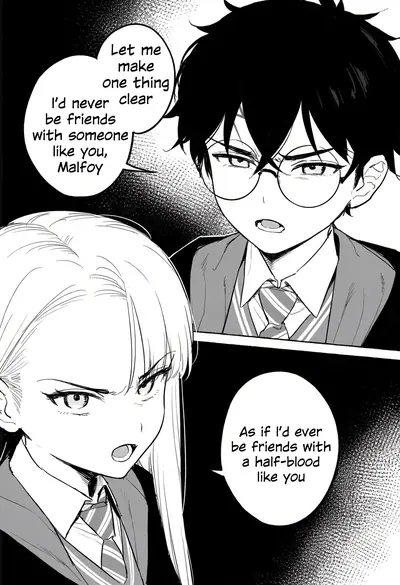 Let me
make
one thing
clear
I'd never
be friends
with someone
like you,
Malfoy
As if I'd ever
be friends with
a half-blood
like you